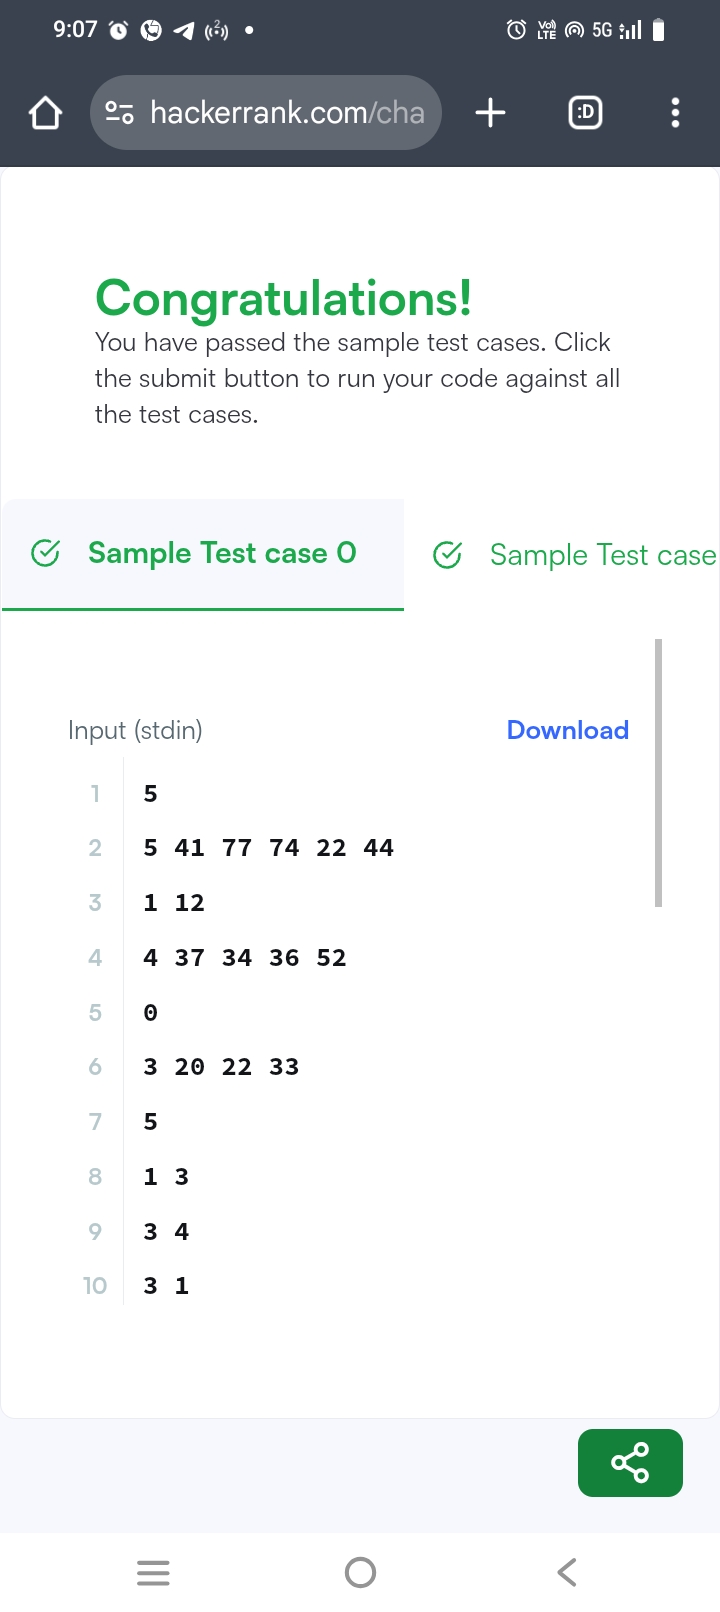 9:07 2 Vo) LTE 5G
hackerrank.com/cha :D
Congratulations!
You have passed the sample test cases. Click
the submit button to run your code against all
the test cases.
Sample Test case 0 Sample Test case
Input (stdin) Download
1 5
2 5 41 77 74 22 44
3 1 12
4 4 37 34 36 52
5 0
6 3 20 22 33
7 5
8 1 3
9 3 4
10 3 1